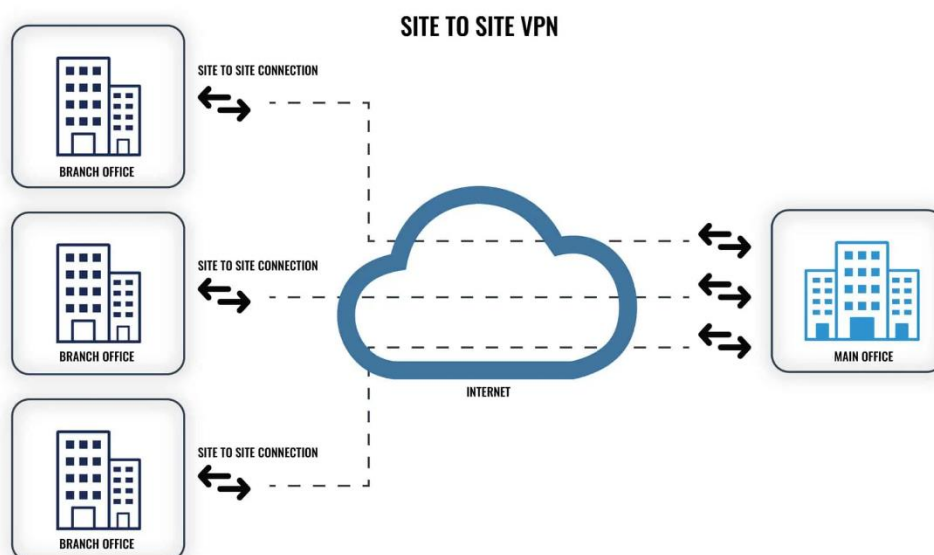 SITE TO SITE VPN
SITE TO SITE CONNECTION
BRANCH OFFICE
SITE TO SITE CONNECTION
BRANCH OFFICE
MAIN OFFICE
INTERNET
SITE TO SITE CONNECTION
BRANCH OFFICE